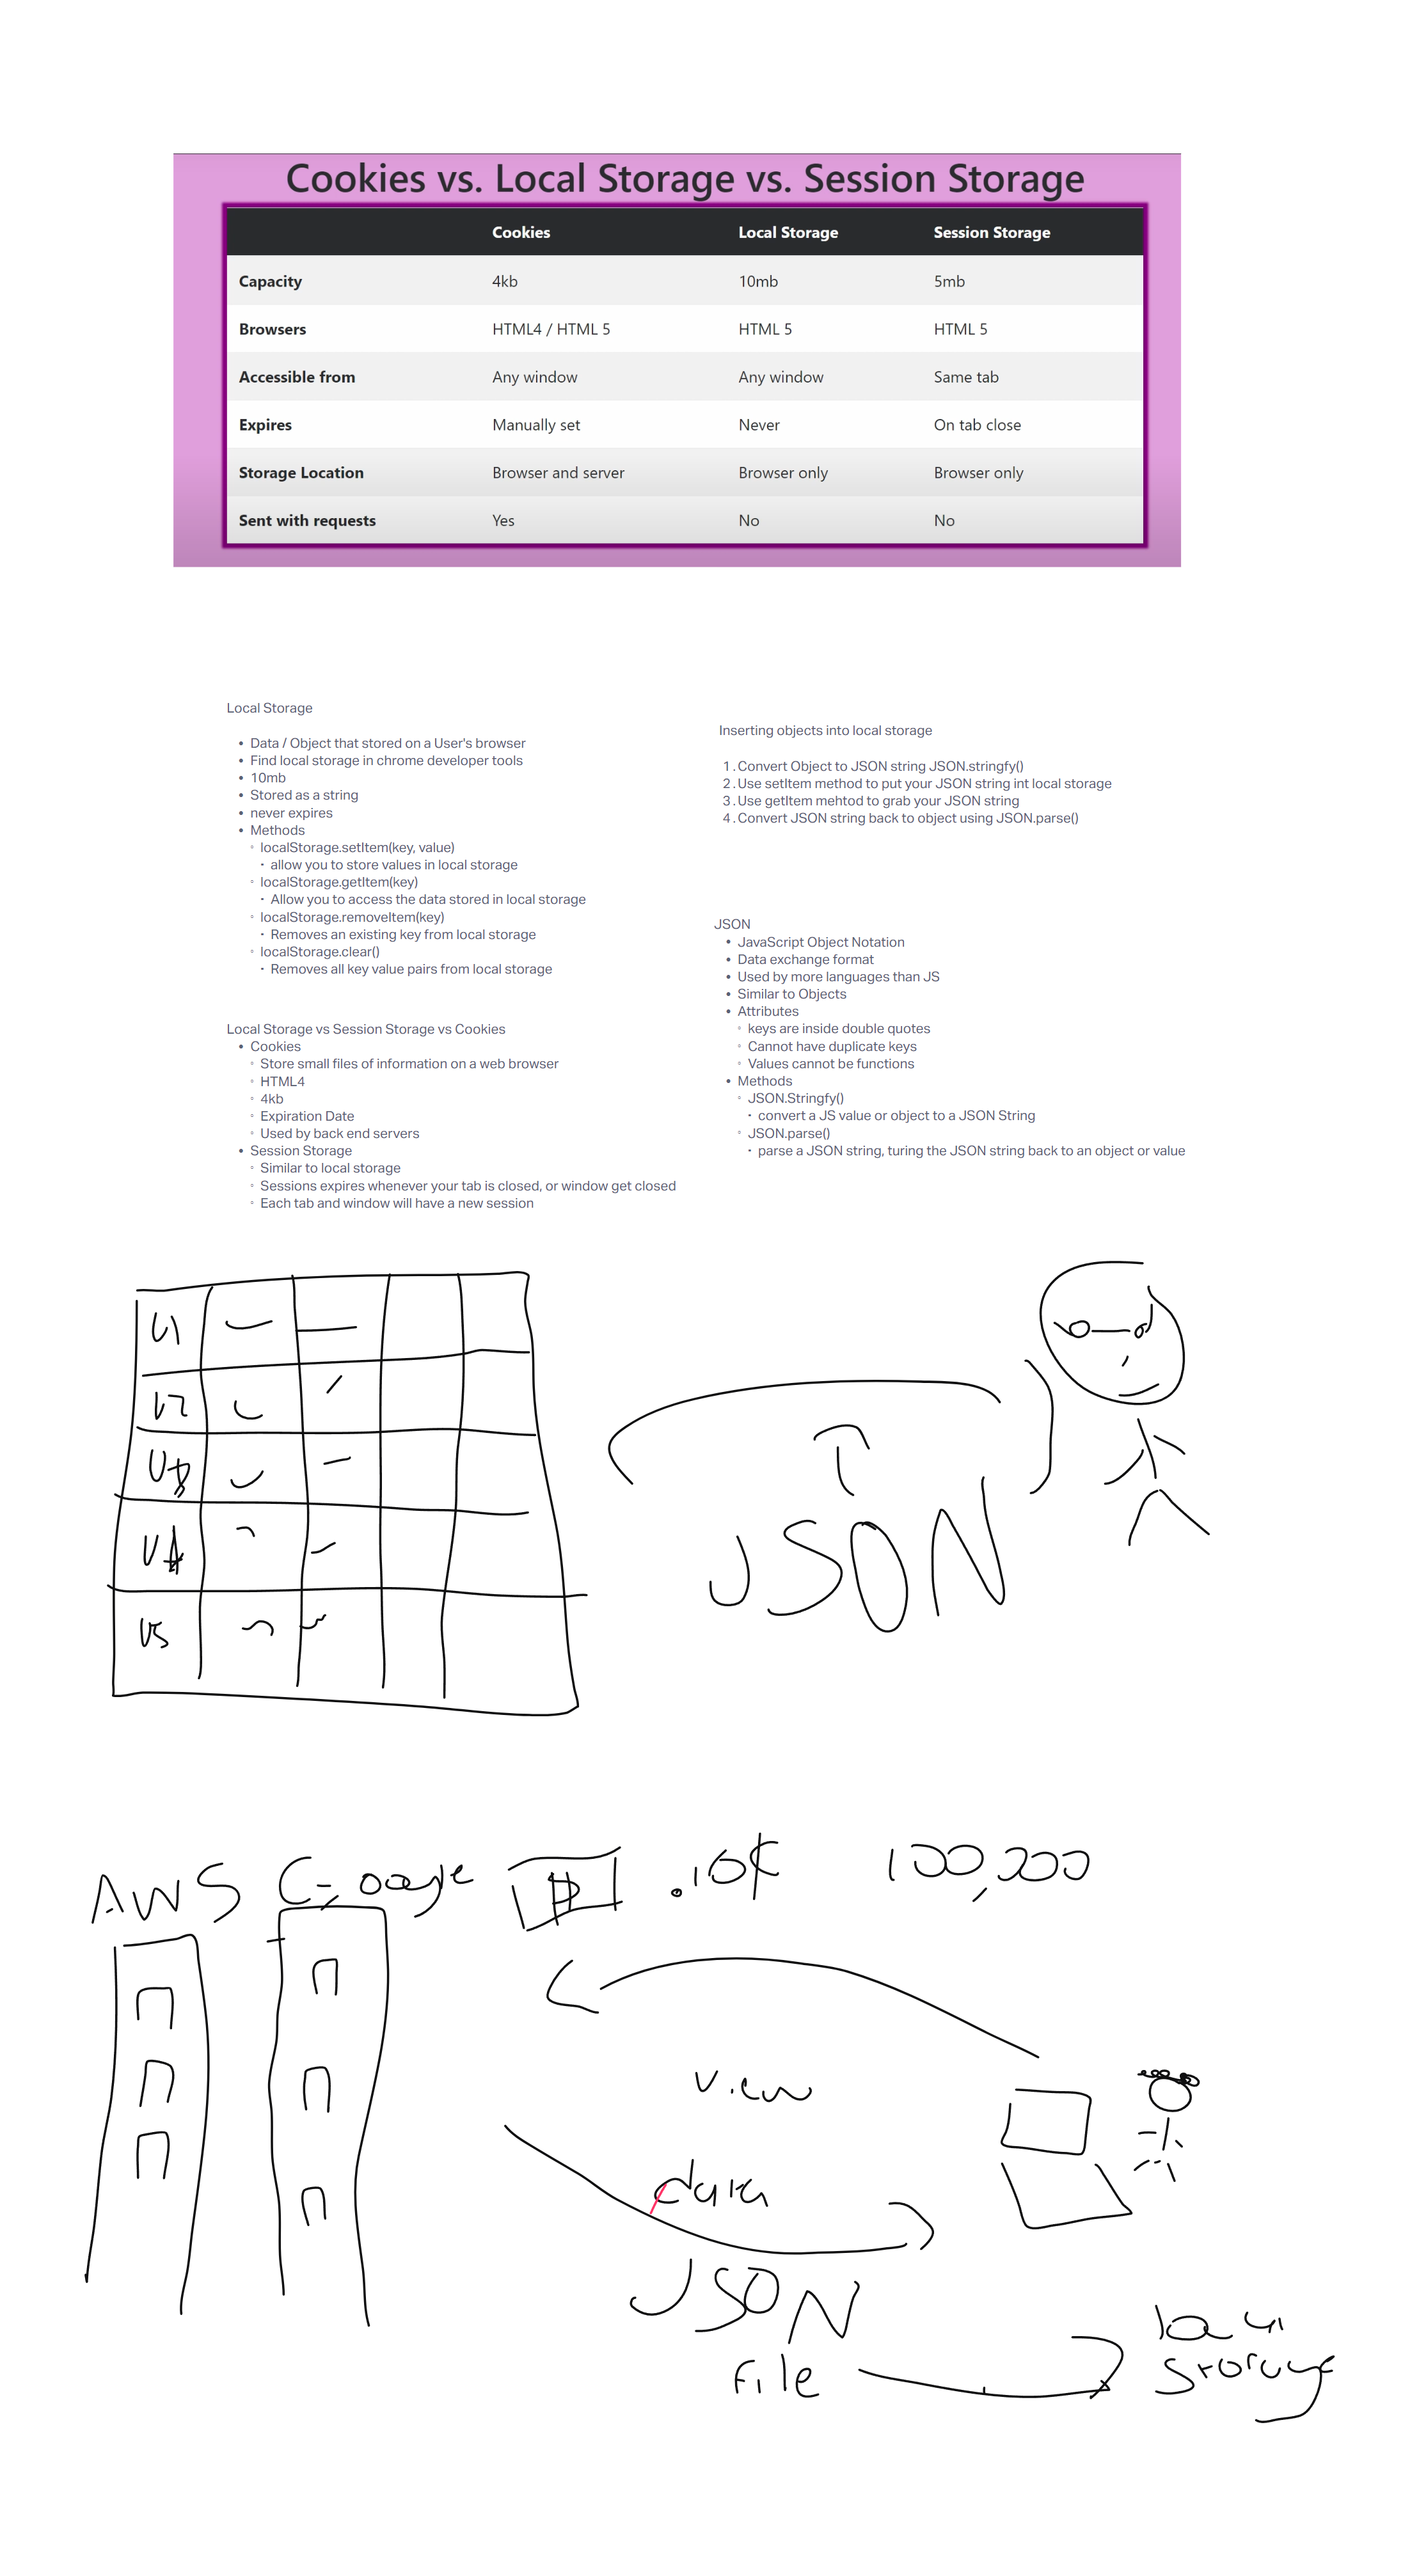 Cookies vs. Local Storage vs. Session Storage
Cookies Local Storage Session Storage
Capacity 4kb 10mb 5mb
Browsers HTML4 / HTML 5 HTML 5 HTML 5
Accessible from Any window Any window Same tab
Expires Manually set Never On tab close
Storage Location Browser and server Browser only Browser only
Sent with requests Yes No No
Local Storage
• Data / Object that stored on a User's browser
• Find local storage in chrome developer tools
• 10mb
• Stored as a string
• never expires
• Methods
◦ localStorage.setItem(key, value)
▪ allow you to store values in local storage
◦ localStorage.getItem(key)
▪ Allow you to access the data stored in local storage
◦ localStorage.removeItem(key)
▪ Removes an existing key from local storage
◦ localStorage.clear()
▪ Removes all key value pairs from local storage
Local Storage vs Session Storage vs Cookies
• Cookies
◦ Store small files of information on a web browser
◦ HTML4
◦ 4kb
◦ Expiration Date
◦ Used by back end servers
• Session Storage
◦ Similar to local storage
◦ Sessions expires whenever your tab is closed, or window get closed
◦ Each tab and window will have a new session
Inserting objects into local storage
1. Convert Object to JSON string JSON.stringfy()
2. Use setItem method to put your JSON string int local storage
3. Use getItem mehtod to grab your JSON string
4. Convert JSON string back to object using JSON.parse()
JSON
• JavaScript Object Notation
• Data exchange format
• Used by more languages than JS
• Similar to Objects
• Attributes
◦ keys are inside double quotes
◦ Cannot have duplicate keys
◦ Values cannot be functions
• Methods
◦ JSON.Stringfy()
▪ convert a JS value or object to a JSON String
◦ JSON.parse()
▪ parse a JSON string, turing the JSON string back to an object or value
U1
U2
U3
U4
U5
JSON
AWS Google $ .10¢ 100,000
view
data
JSON
file
local
storage